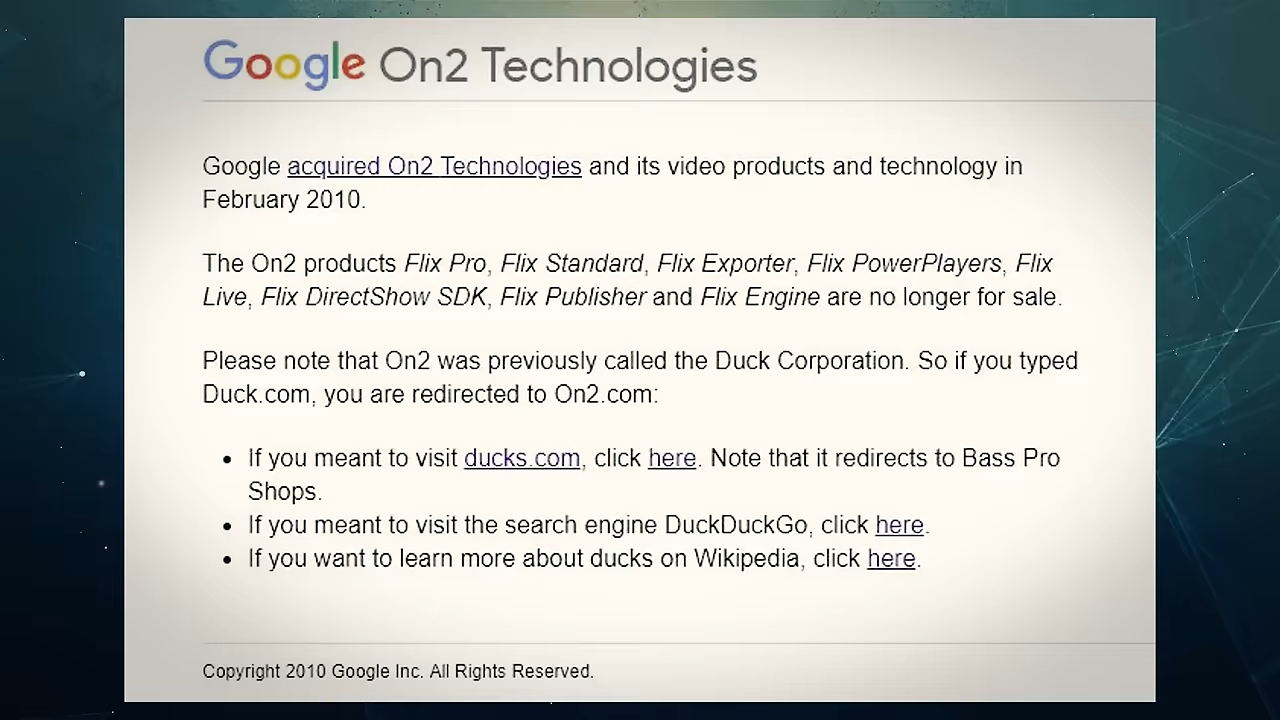 Google On2 Technologies
Google acquired On2 Technologies and its video products and technology in
February 2010.
The On2 products Flix Pro, Flix Standard, Flix Exporter, Flix PowerPlayers, Flix
Live, Flix DirectShow SDK, Flix Publisher and Flix Engine are no longer for sale.
Please note that On2 was previously called the Duck Corporation. So if you typed
Duck.com, you are redirected to On2.com:
• If you meant to visit ducks.com, click here. Note that it redirects to Bass Pro
Shops.
• If you meant to visit the search engine DuckDuckGo, click here.
• If you want to learn more about ducks on Wikipedia, click here.
Copyright 2010 Google Inc. All Rights Reserved.